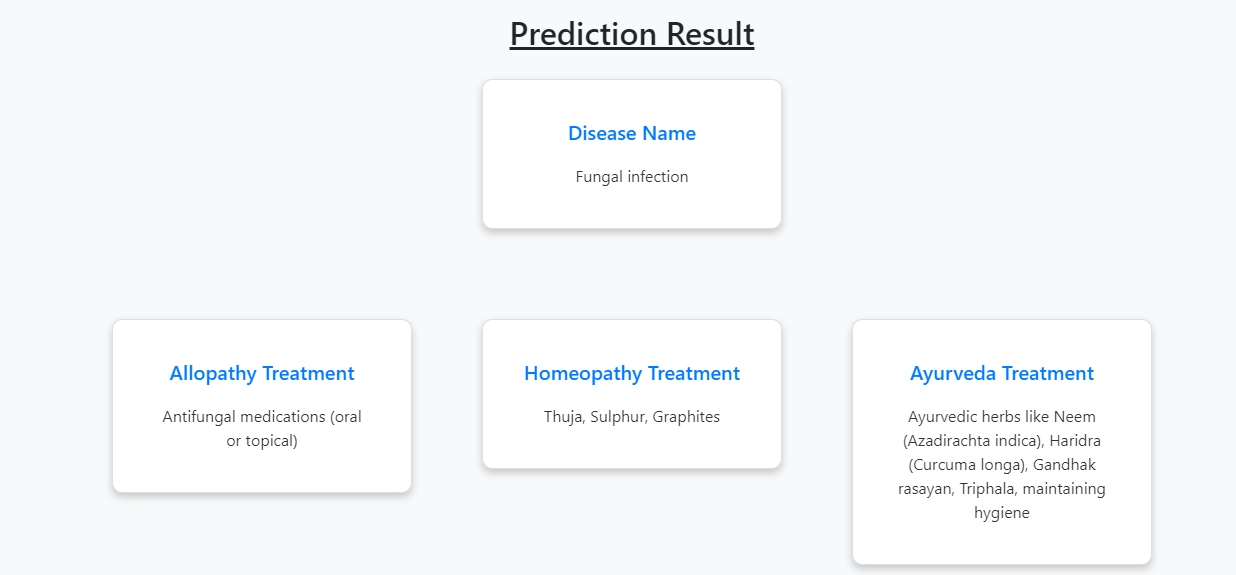 Prediction Result
Disease Name
Fungal infection
Allopathy Treatment
Antifungal medications (oral
or topical)
Homeopathy Treatment
Thuja, Sulphur, Graphites
Ayurveda Treatment
Ayurvedic herbs like Neem
(Azadirachta indica), Haridra
(Curcuma longa), Gandhak
rasayan, Triphala, maintaining
hygiene